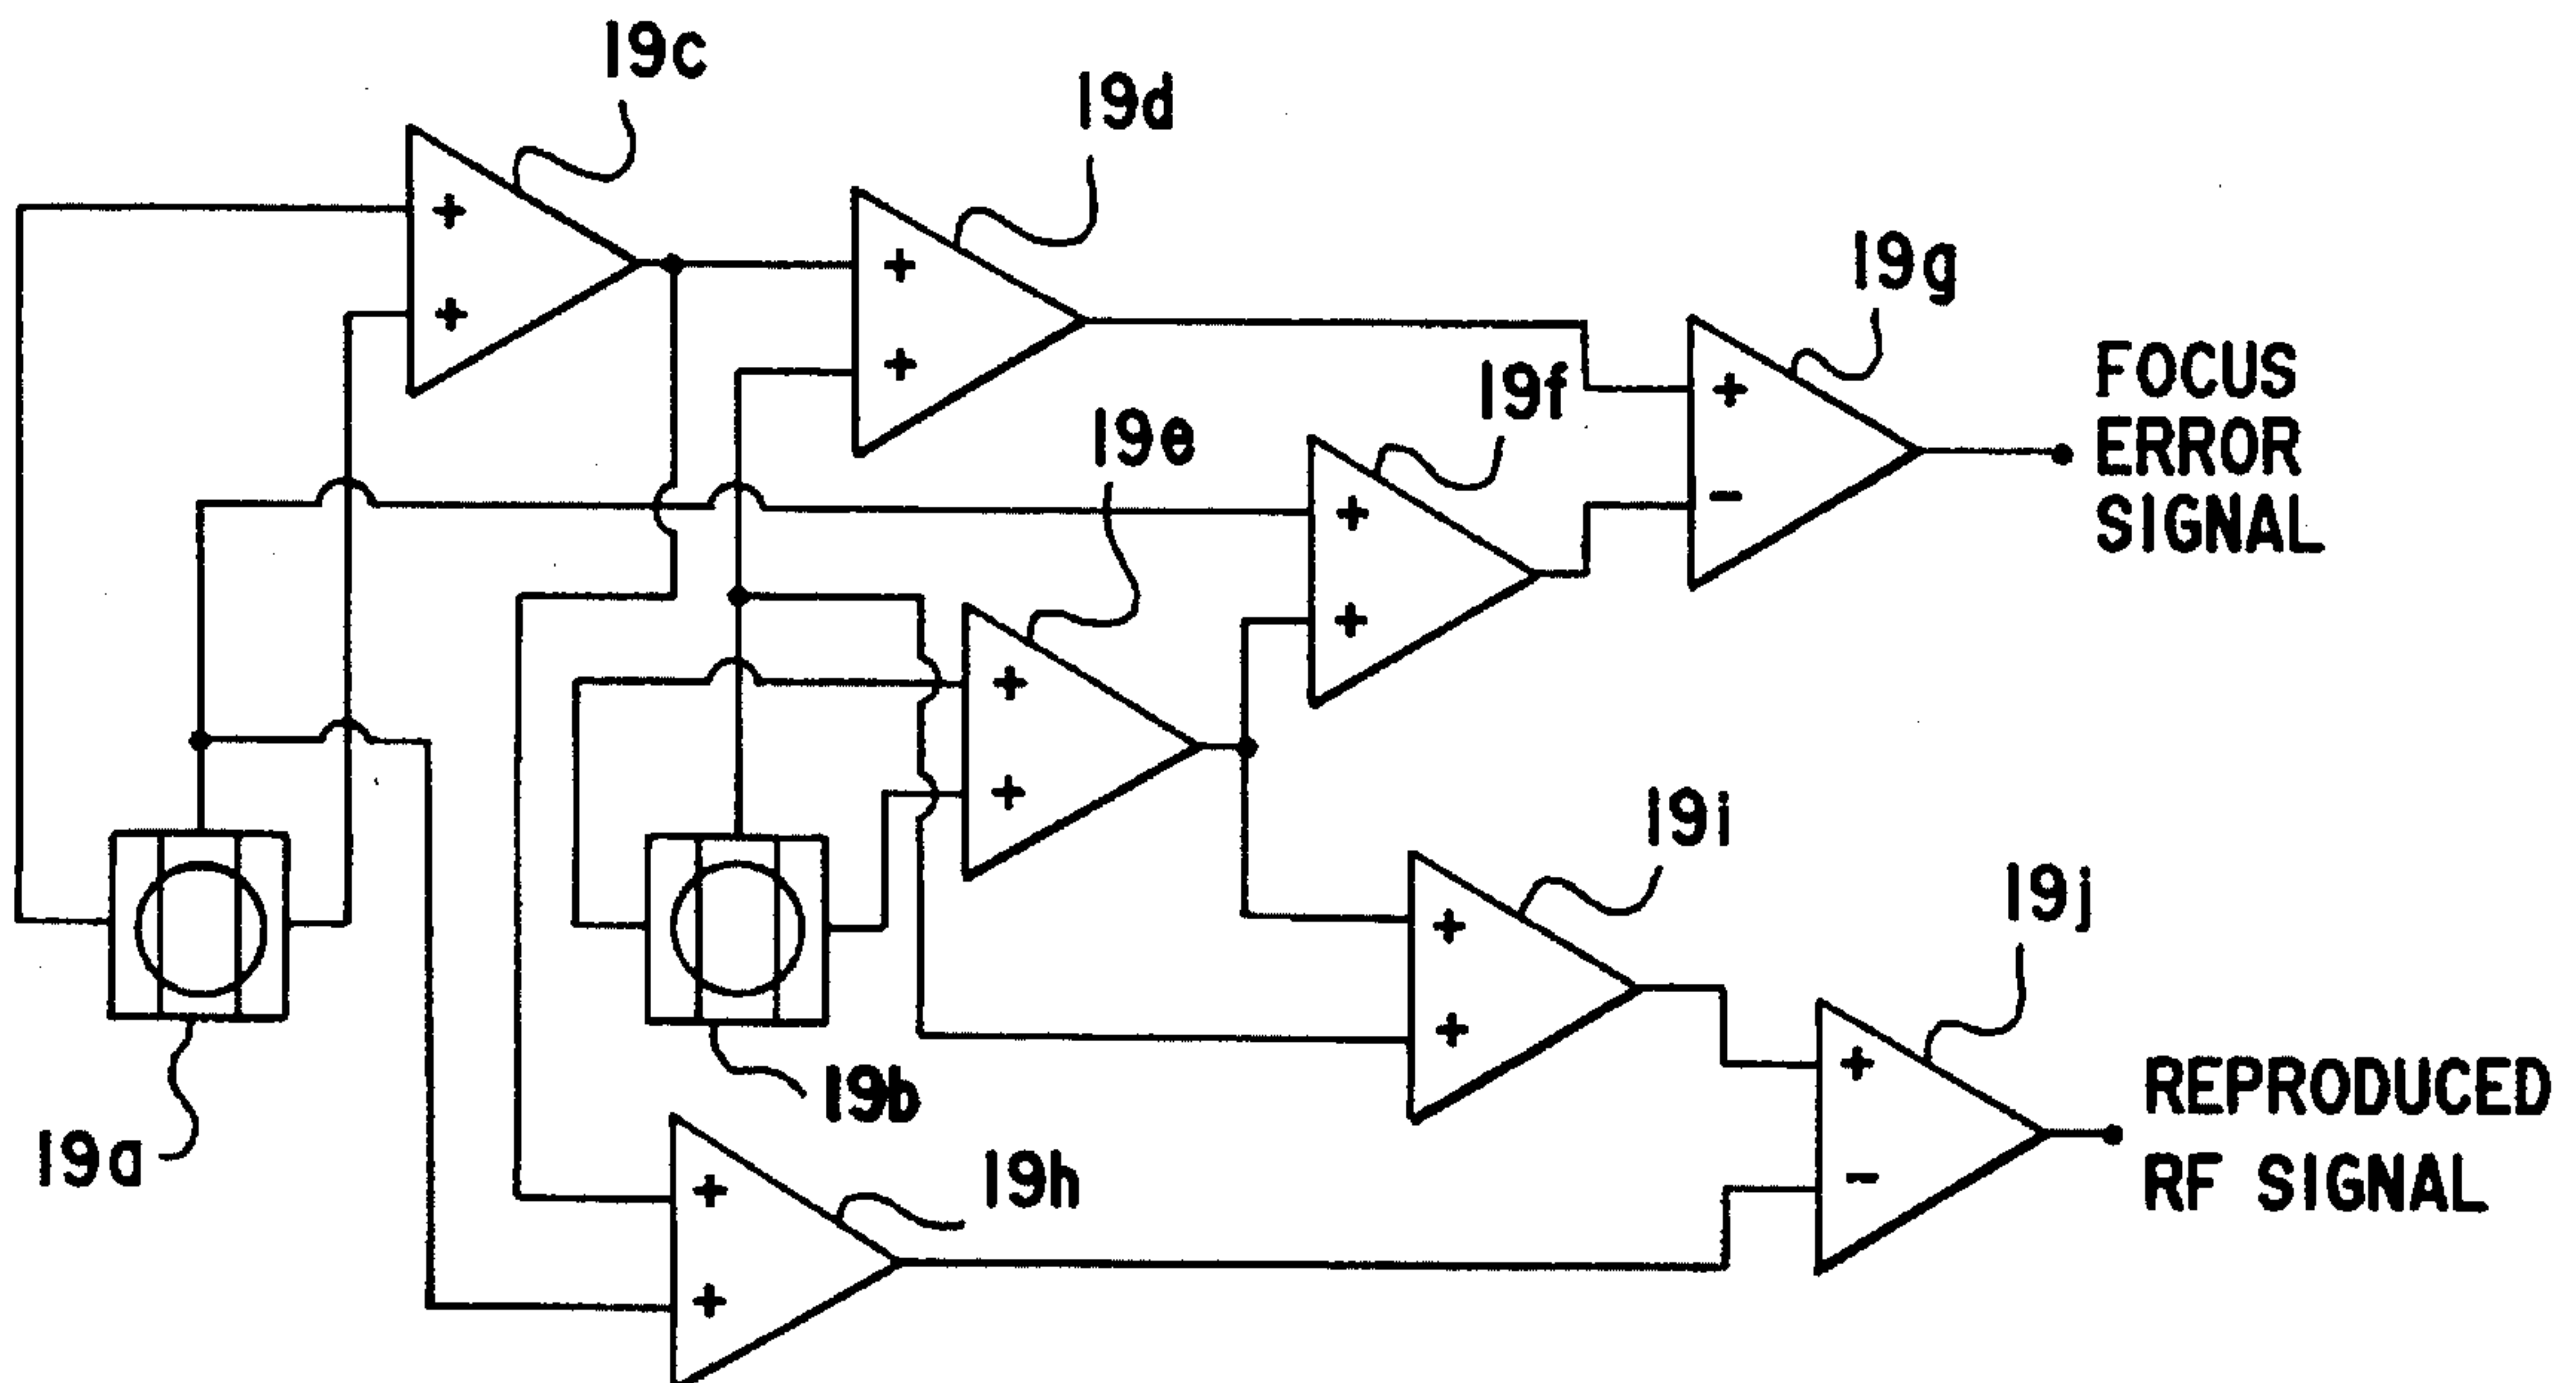 19c
19d
19g
FOCUS
ERROR
SIGNAL
19f
19e
+
+
+
+
+
-
+
+
+
+
19i
19j
+
+
+
-
REPRODUCED
RF SIGNAL
19a
19b
19h
+
+